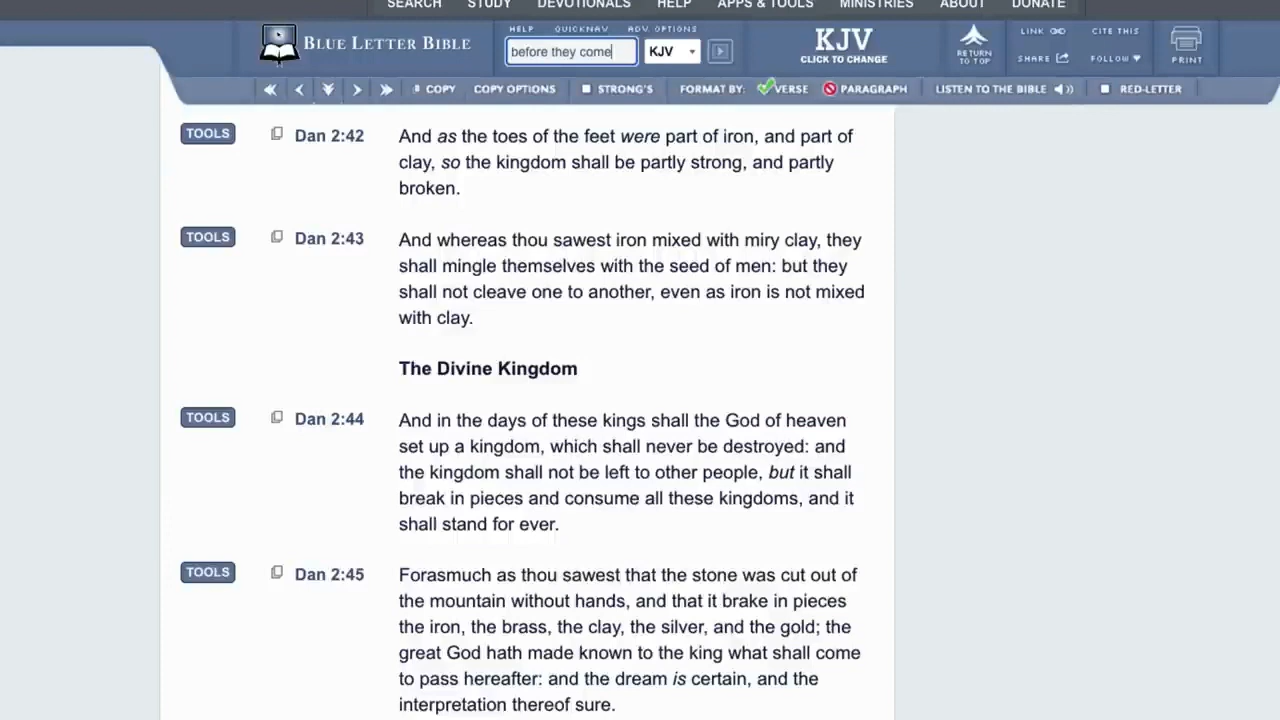 SEARCH STUDY DEVOTIONALS HELP APPS & TOOLS MINISTRIES ABOUT DONATE
BLUE LETTER BIBLE
HELP QUICKNAV ADV. OPTIONS
before they come KJV
KJV
CLICK TO CHANGE
RETURN
TO TOP
LINK CITE THIS
SHARE FOLLOW
PRINT
COPY COPY OPTIONS STRONG'S FORMAT BY: VERSE PARAGRAPH LISTEN TO THE BIBLE RED-LETTER
TOOLS Dan 2:42 And as the toes of the feet were part of iron, and part of
clay, so the kingdom shall be partly strong, and partly
broken.
TOOLS Dan 2:43 And whereas thou sawest iron mixed with miry clay, they
shall mingle themselves with the seed of men: but they
shall not cleave one to another, even as iron is not mixed
with clay.
The Divine Kingdom
TOOLS Dan 2:44 And in the days of these kings shall the God of heaven
set up a kingdom, which shall never be destroyed: and
the kingdom shall not be left to other people, but it shall
break in pieces and consume all these kingdoms, and it
shall stand for ever.
TOOLS Dan 2:45 Forasmuch as thou sawest that the stone was cut out of
the mountain without hands, and that it brake in pieces
the iron, the brass, the clay, the silver, and the gold; the
great God hath made known to the king what shall come
to pass hereafter: and the dream is certain, and the
interpretation thereof sure.